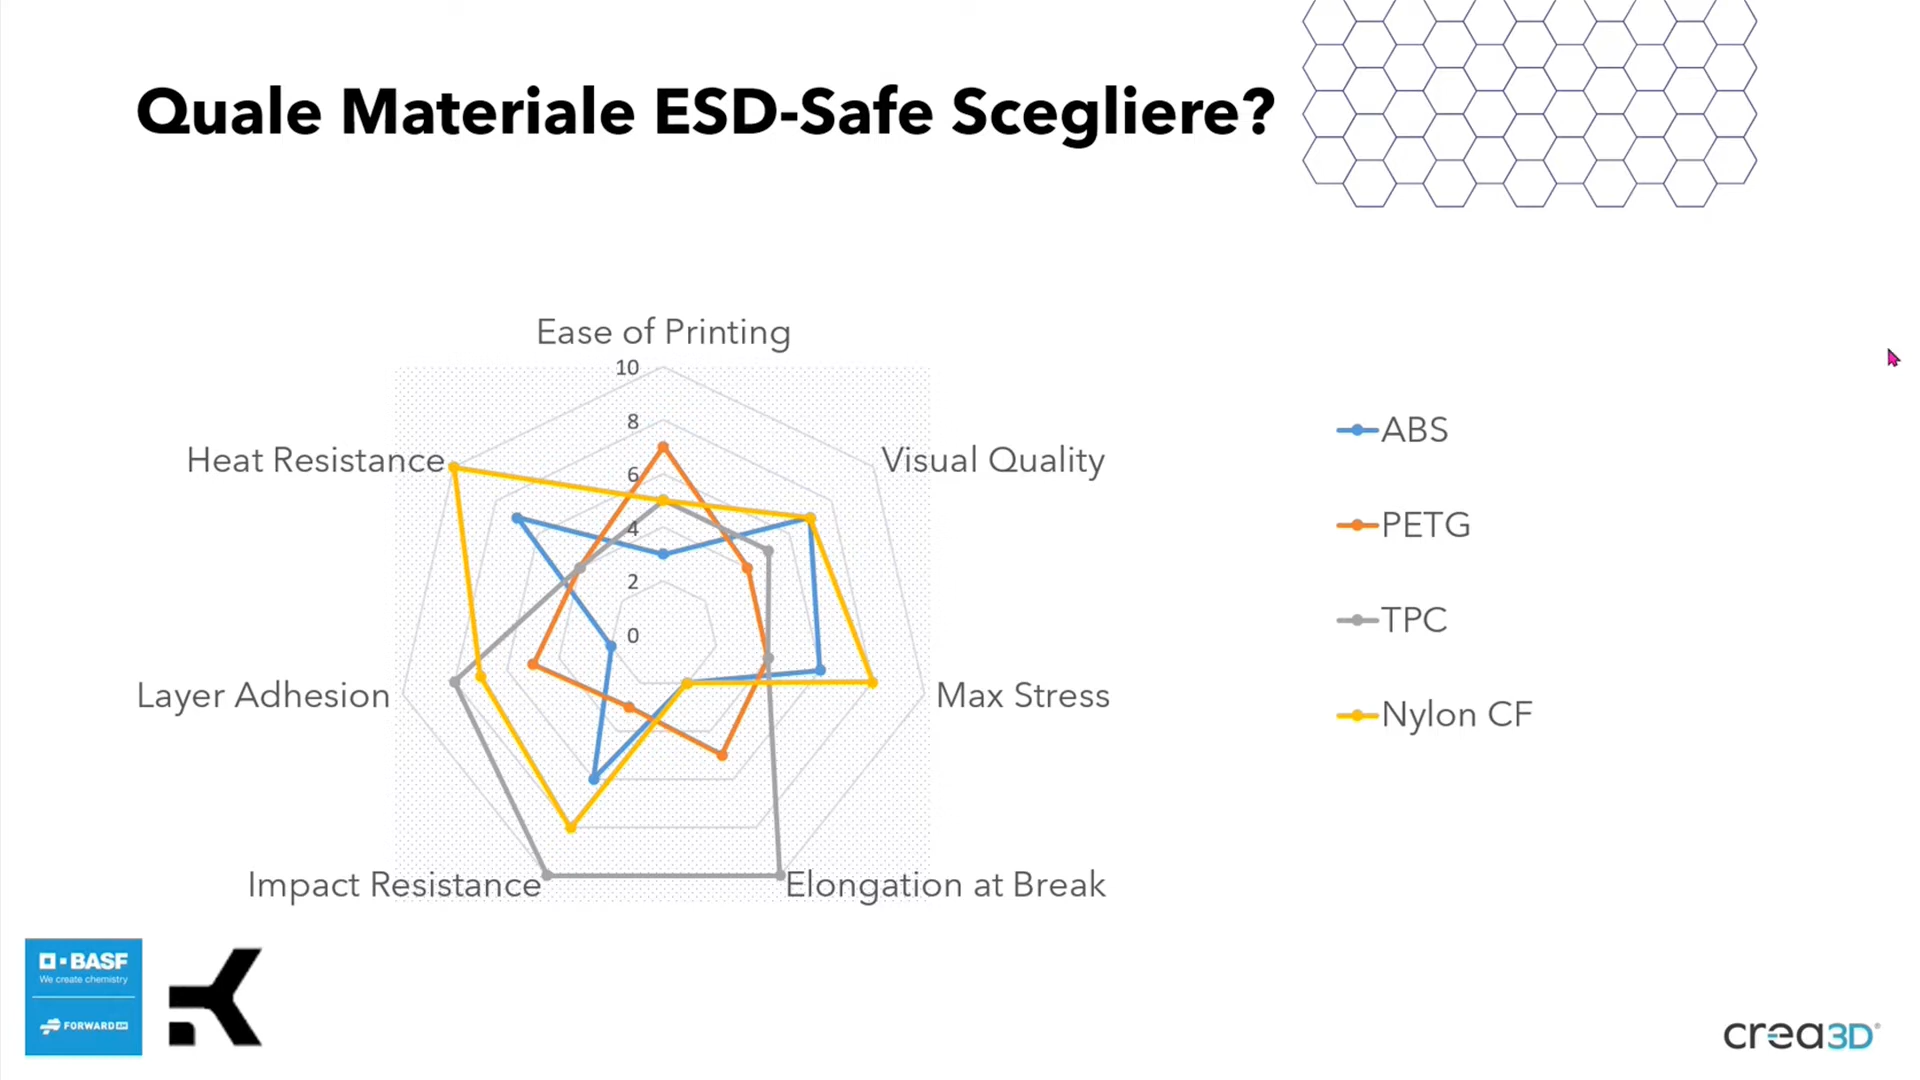 Quale Materiale ESD-Safe Scegliere?
Ease of Printing
10
8
6
4
2
0
Heat Resistance
Visual Quality
Layer Adhesion
Max Stress
Impact Resistance
Elongation at Break
ABS
PETG
TPC
Nylon CF
BASF
We create chemistry
FORWARD AM
crea3D®